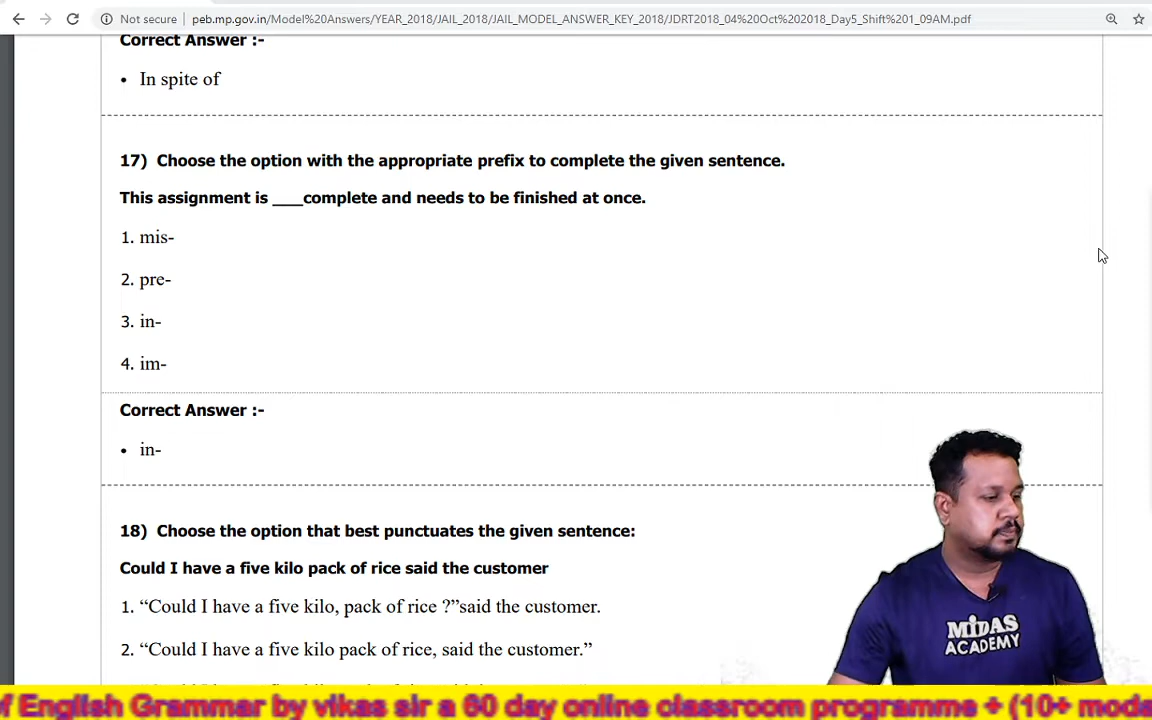 Not secure | peb.mp.gov.in/Model%20Answers/YEAR_2018/JAIL_2018/JAIL_MODEL_ANSWER_KEY_2018/JDRT2018_04%20Oct%202018_Day5_Shift%201_09AM.pdf
Correct Answer :-
• In spite of
17) Choose the option with the appropriate prefix to complete the given sentence.
This assignment is ___complete and needs to be finished at once.
1. mis-
2. pre-
3. in-
4. im-
Correct Answer :-
• in-
18) Choose the option that best punctuates the given sentence:
Could I have a five kilo pack of rice said the customer
1. “Could I have a five kilo, pack of rice ?”said the customer.
2. “Could I have a five kilo pack of rice, said the customer.”
MIDAS
ACADEMY
of English Grammar by vikas sir a 60 day online classroom programme + (10+ mode